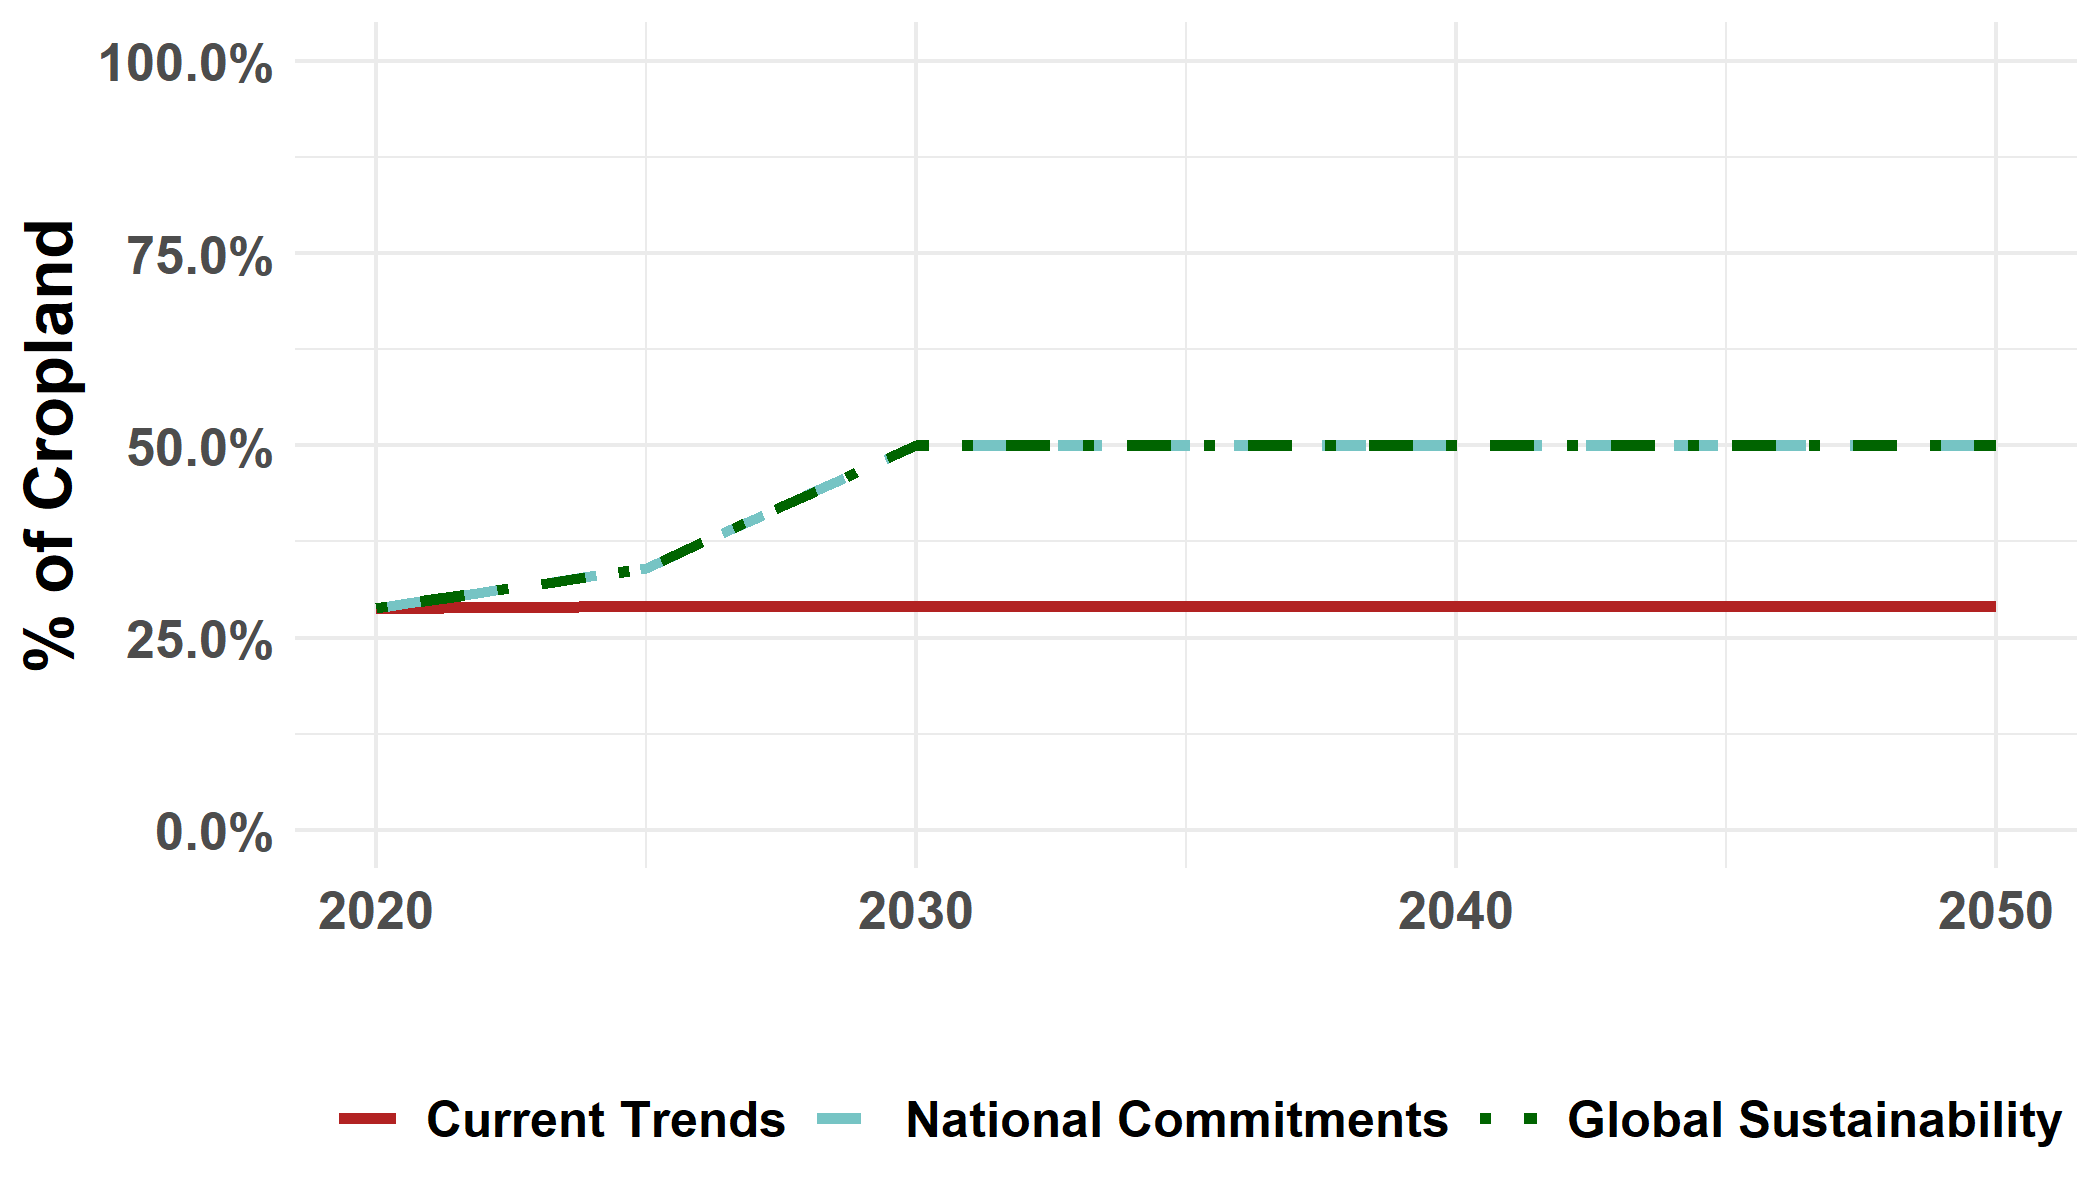 % of Cropland
100.0%
75.0%
50.0%
25.0%
0.0%
2020 2030 2040 2050
Current Trends National Commitments Global Sustainability